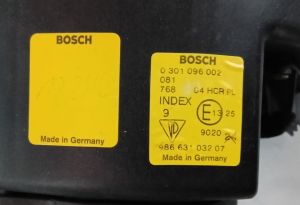 BOSCH
Made in Germany
BOSCH
0 301 096 002
081
768 04 HCR PL
INDEX
9
E 13 25
9020
986 631 032 07
Made in Germany